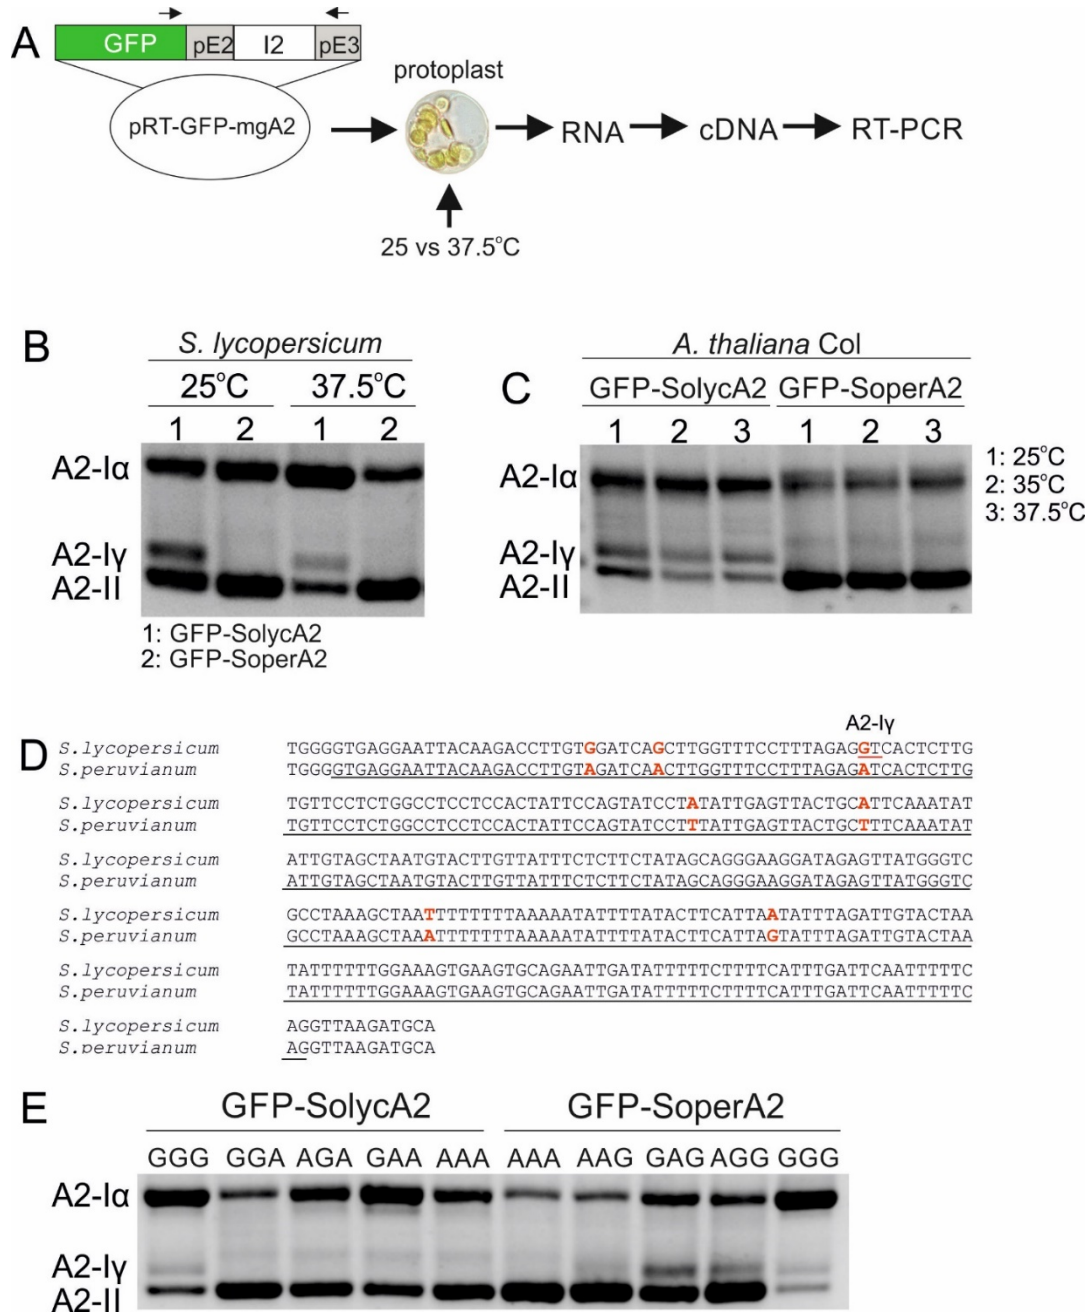 A
GFP pE2 I2 pE3
protoplast
pRT-GFP-mgA2
RNA cDNA RT-PCR
25 vs 37.5°C
B
S. lycopersicum
25°C 37.5°C
1 2 1 2
A2-Iα
A2-Iγ
A2-II
1: GFP-SolycA2
2: GFP-SoperA2
C
A. thaliana Col
GFP-SolycA2 GFP-SoperA2
1 2 3 1 2 3
A2-Iα
A2-Iγ
A2-II
1: 25°C
2: 35°C
3: 37.5°C
D
A2-Iγ
S.lycopersicum TGGGGTGAGGAATTACAAGACCTTGTGGATCAGCTTGGTTTCCTTTAGAGGTCACTCTTG
S.peruvianum TGGGGTGAGGAATTACAAGACCTTGTAGATCAACTTGGTTTCCTTTAGAGATCACTCTTG
S.lycopersicum TGTTCCTCTGGCCTCCTCCACTATTCCAGTATCCTATATTGAGTTACTGCATTCAAATAT
S.peruvianum TGTTCCTCTGGCCTCCTCCACTATTCCAGTATCCTTTATTGAGTTACTGCTTTCAAATAT
S.lycopersicum ATTGTAGCTAATGTACTTGTTATTTCTCTTCTATAGCAGGGAAGGATAGAGTTATGGGTC
S.peruvianum ATTGTAGCTAATGTACTTGTTATTTCTCTTCTATAGCAGGGAAGGATAGAGTTATGGGTC
S.lycopersicum GCCTAAAGCTAATTTTTTTTAAAAATATTTTATACTTCATTAATATTTAGATTGTACTAA
S.peruvianum GCCTAAAGCTAAATTTTTTTAAAAATATTTTATACTTCATTAGTATTTAGATTGTACTAA
S.lycopersicum TATTTTTTGGAAAGTGAAGTGCAGAATTGATATTTTTCTTTTCATTTGATTCAATTTTTC
S.peruvianum TATTTTTTGGAAAGTGAAGTGCAGAATTGATATTTTTCTTTTCATTTGATTCAATTTTTC
S.lycopersicum AGGTTAAGATGCA
S.peruvianum AGGTTAAGATGCA
E
GFP-SolycA2 GFP-SoperA2
GGG GGA AGA GAA AAA AAA AAG GAG AGG GGG
A2-Iα
A2-Iγ
A2-II